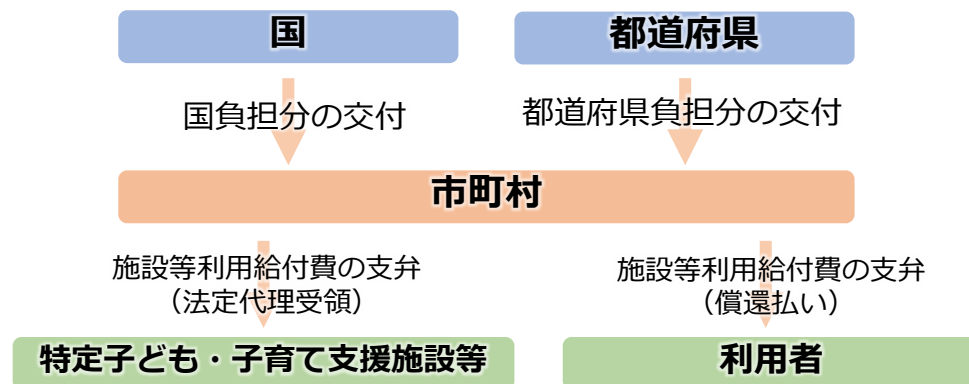 国
都道府県
国負担分の交付
都道府県負担分の交付
市町村
施設等利用給付費の支弁
（法定代理受領）
施設等利用給付費の支弁
（償還払い）
特定子ども・子育て支援施設等
利用者